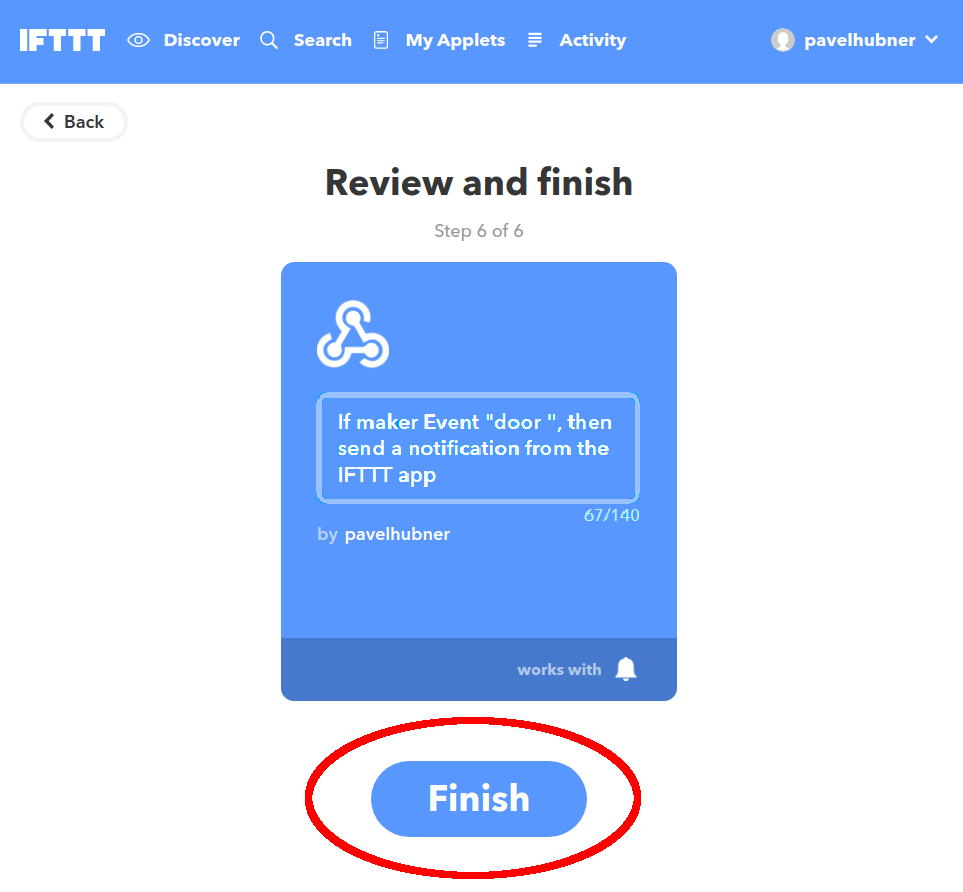 IFTTT Discover Search My Applets Activity pavelhubner
Back
Review and finish
Step 6 of 6
If maker Event "door ", then
send a notification from the
IFTTT app
67/140
by pavelhubner
works with
Finish